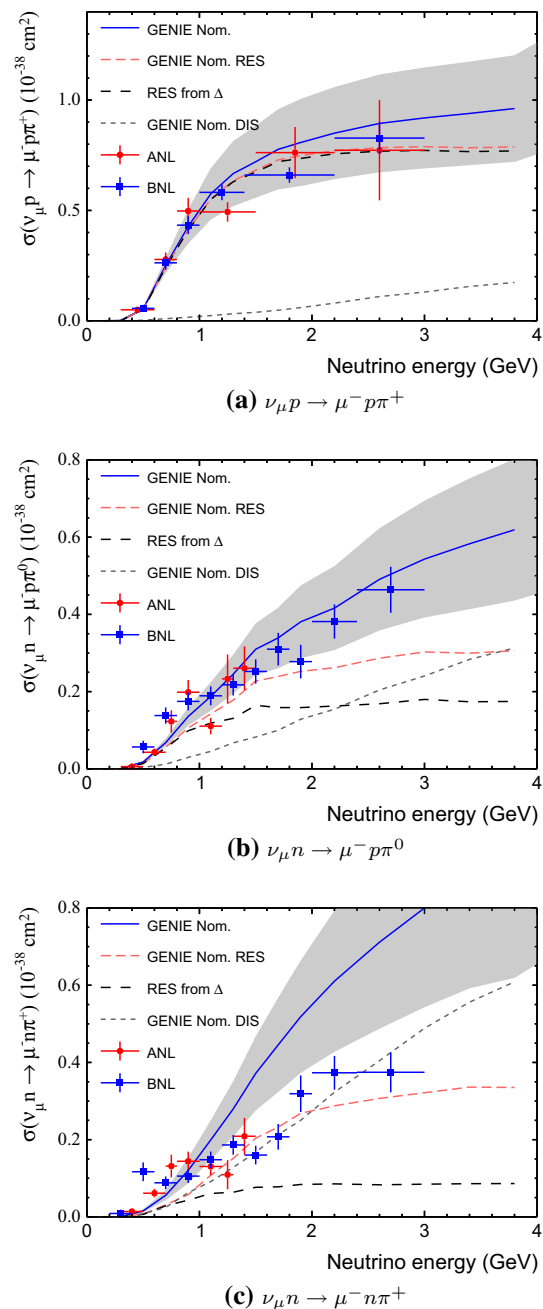 σ(ν_μ p → μ⁻pπ⁺) (10⁻³⁸ cm²)
GENIE Nom.
GENIE Nom. RES
RES from Δ
GENIE Nom. DIS
ANL
BNL
1.0
0.5
0.0
0 1 2 3 4
Neutrino energy (GeV)
(a) ν_μ p → μ⁻ p π⁺
σ(ν_μ n → μ⁻pπ⁰) (10⁻³⁸ cm²)
GENIE Nom.
GENIE Nom. RES
RES from Δ
GENIE Nom. DIS
ANL
BNL
0.8
0.6
0.4
0.2
0.0
0 1 2 3 4
Neutrino energy (GeV)
(b) ν_μ n → μ⁻ p π⁰
σ(ν_μ n → μ⁻nπ⁺) (10⁻³⁸ cm²)
GENIE Nom.
GENIE Nom. RES
RES from Δ
GENIE Nom. DIS
ANL
BNL
0.8
0.6
0.4
0.2
0.0
0 1 2 3 4
Neutrino energy (GeV)
(c) ν_μ n → μ⁻ n π⁺